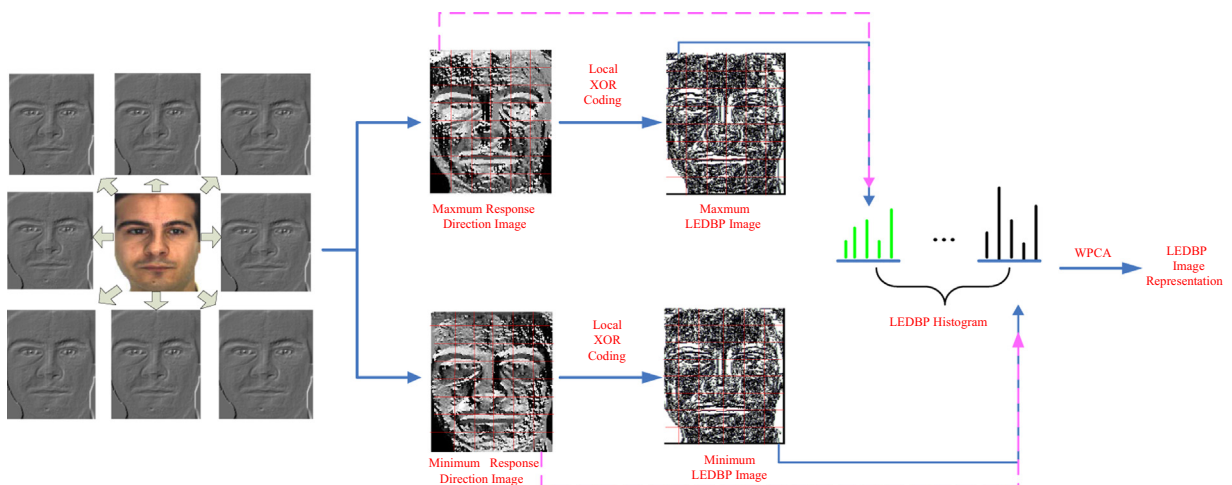 Local
XOR
Coding
Maxmum Response
Direction Image
Maxmum
LEDBP Image
...
WPCA
LEDBP
Image
Representation
LEDBP Histogram
Local
XOR
Coding
Minimum Response
Direction Image
Minimum
LEDBP Image